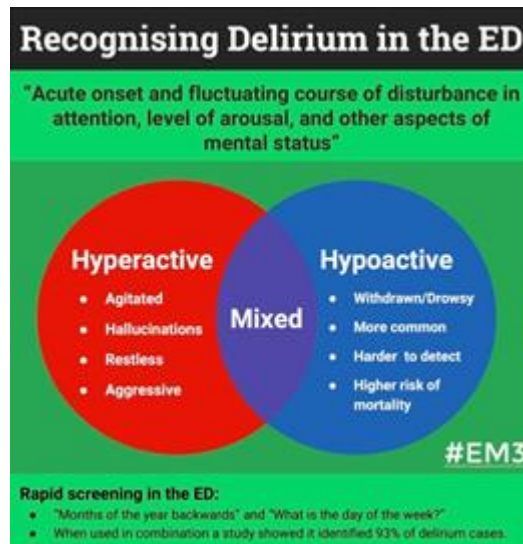 Recognising Delirium in the ED
"Acute onset and fluctuating course of disturbance in
attention, level of arousal, and other aspects of
mental status"
Hyperactive
• Agitated
• Hallucinations
• Restless
• Aggressive
Mixed
Hypoactive
• Withdrawn/Drowsy
• More common
• Harder to detect
• Higher risk of
mortality
#EM3
Rapid screening in the ED:
• "Months of the year backwards" and "What is the day of the week?"
• When used in combination a study showed it identified 93% of delirium cases.